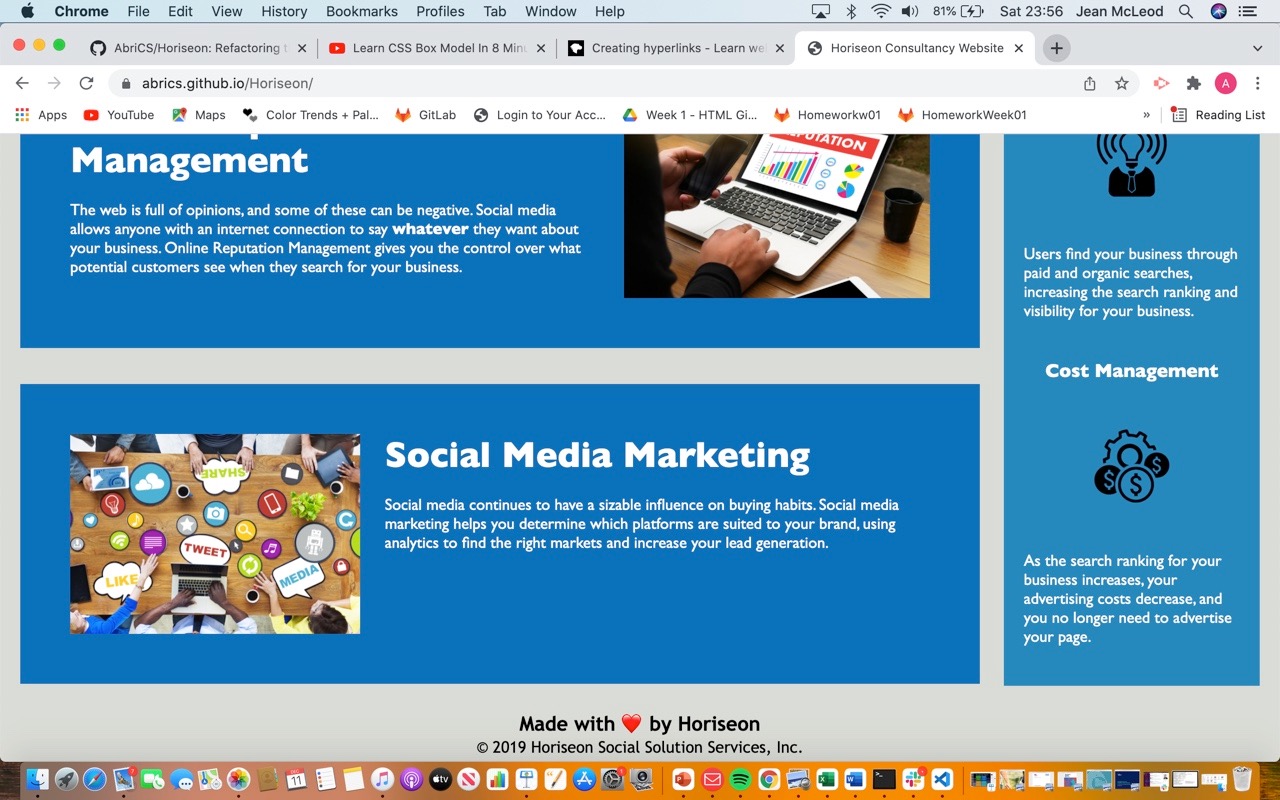 Chrome File Edit View History Bookmarks Profiles Tab Window Help 81% Sat 23:56 Jean McLeod
AbriCS/Horiseon: Refactoring t Learn CSS Box Model In 8 Minu Creating hyperlinks - Learn we Horiseon Consultancy Website
abrics.github.io/Horiseon/ A
Apps YouTube Maps Color Trends + Pal... GitLab Login to Your Acc... Week 1 - HTML Gi... Homeworkw01 HomeworkWeek01 » Reading List
Management
The web is full of opinions, and some of these can be negative. Social media
allows anyone with an internet connection to say whatever they want about
your business. Online Reputation Management gives you the control over what
potential customers see when they search for your business.
REPUTATION
Users find your business through
paid and organic searches,
increasing the search ranking and
visibility for your business.
Cost Management
As the search ranking for your
business increases, your
advertising costs decrease, and
you no longer need to advertise
your page.
SHARE
TWEET
LIKE
MEDIA
Social Media Marketing
Social media continues to have a sizable influence on buying habits. Social media
marketing helps you determine which platforms are suited to your brand, using
analytics to find the right markets and increase your lead generation.
Made with ❤️ by Horiseon
© 2019 Horiseon Social Solution Services, Inc.
tv
11